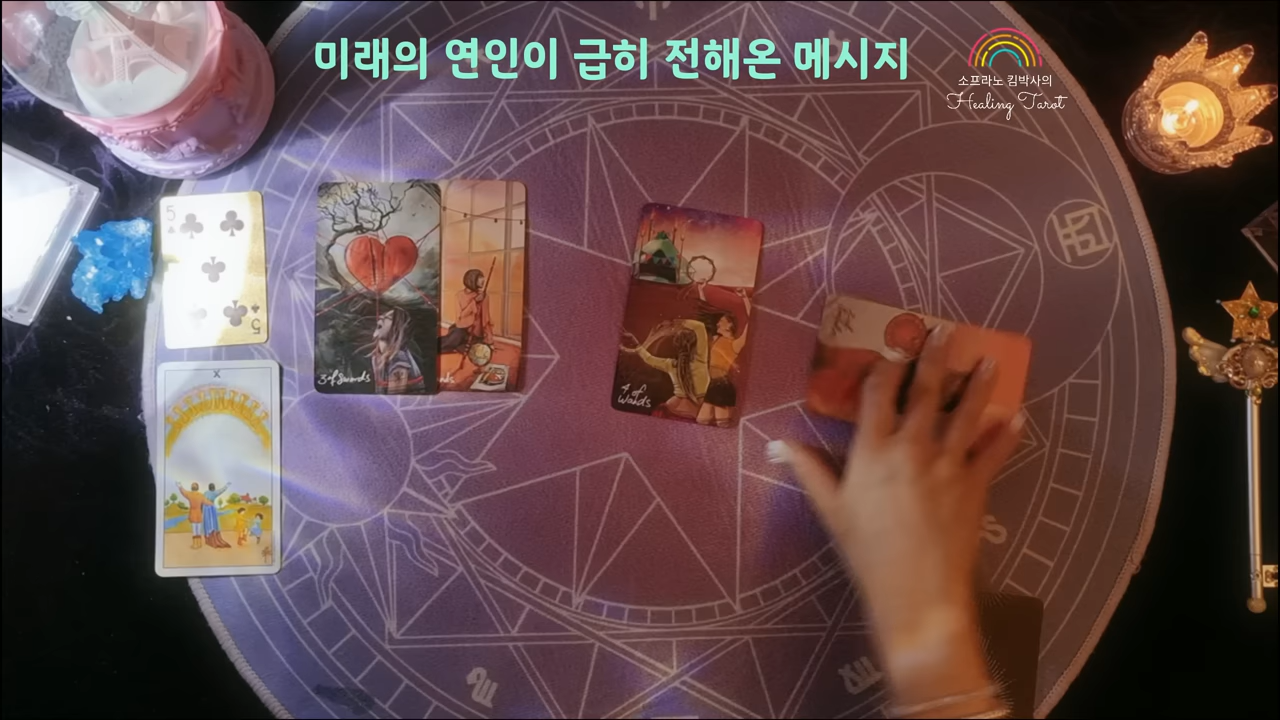 미래의 연인이 급히 전해온 메시지
소프라노 킴박사의
Healing Tarot
5
5
X
3 of Swords
4 of
Wands